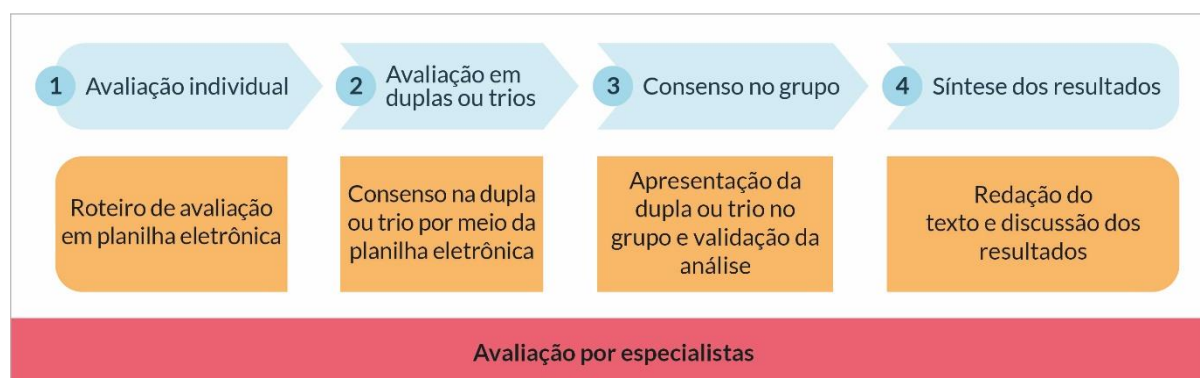 1 Avaliação individual
2 Avaliação em
duplas ou trios
3 Consenso no grupo
4 Síntese dos resultados
Roteiro de avaliação
em planilha eletrônica
Consenso na dupla
ou trio por meio da
planilha eletrônica
Apresentação da
dupla ou trio no
grupo e validação da
análise
Redação do
texto e discussão dos
resultados
Avaliação por especialistas